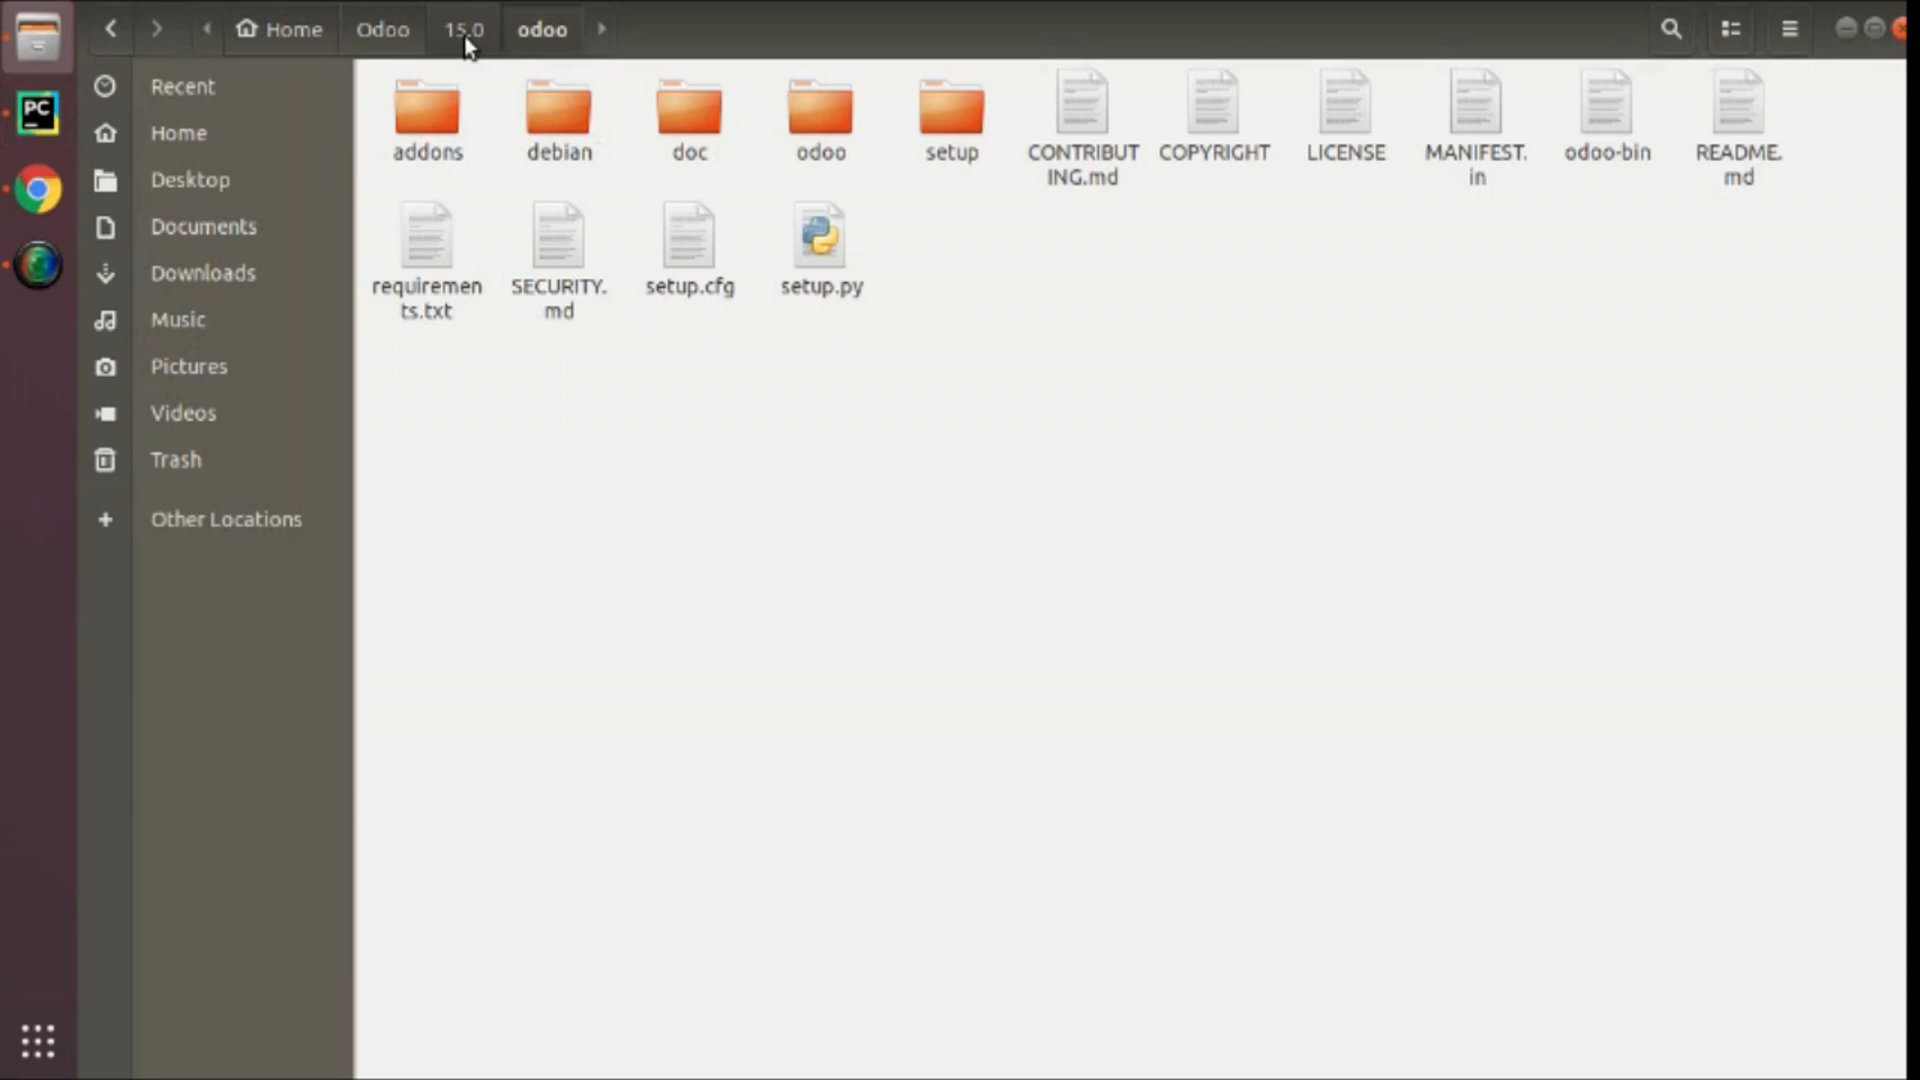 Home Odoo 15.0 odoo
PC
Recent
Home
Desktop
Documents
Downloads
Music
Pictures
Videos
Trash
Other Locations
addons debian doc odoo setup CONTRIBUT COPYRIGHT LICENSE MANIFEST. odoo-bin README.
ING.md in md
requiremen SECURITY. setup.cfg setup.py
ts.txt md